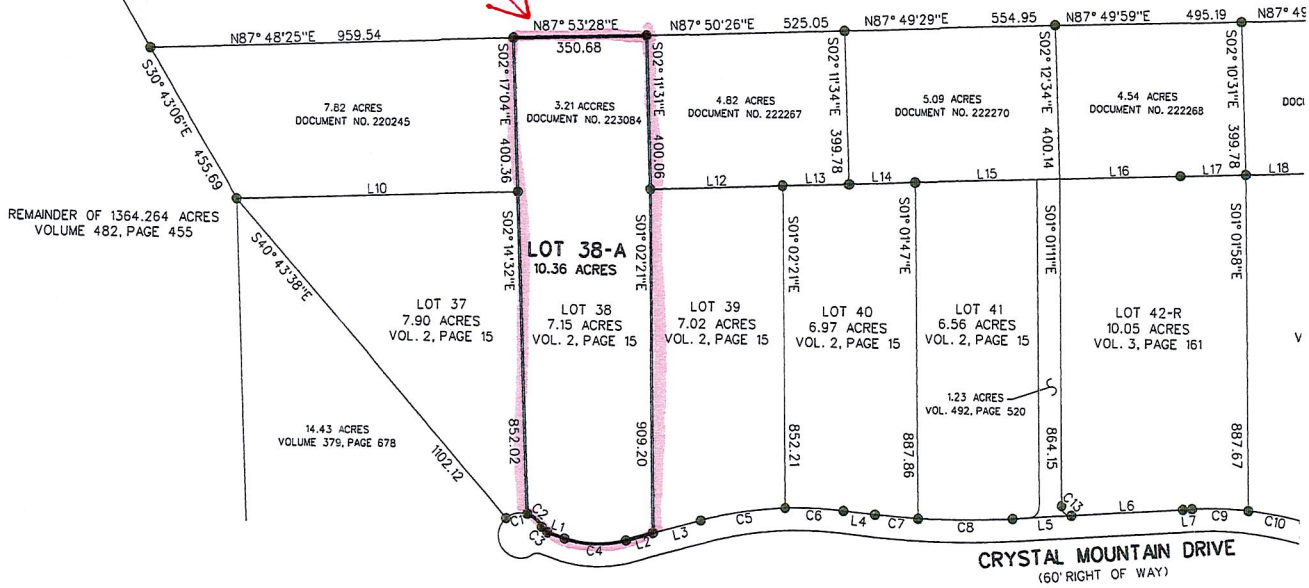 N87° 48'25"E 959.54
N87° 53'28"E
350.68
N87° 50'26"E 525.05
N87° 49'29"E 554.95
N87° 49'59"E 495.19
N87° 49
S30° 43'06"E 455.69
S02° 17'04"E 400.36
S02° 11'31"E 400.06
S02° 11'34"E 399.78
S02° 12'34"E 400.14
S02° 10'31"E 399.78
7.82 ACRES
DOCUMENT NO. 220245
3.21 ACCRES
DOCUMENT NO. 223084
4.82 ACRES
DOCUMENT NO. 222267
5.09 ACRES
DOCUMENT NO. 222270
4.54 ACRES
DOCUMENT NO. 222268
DOCU
L10
L12
L13
L14
L15
L16
L17
L18
REMAINDER OF 1364.264 ACRES
VOLUME 482, PAGE 455
S40° 43'38"E 1102.12
S02° 14'32"E 852.02
S01° 02'21"E 909.20
S01° 02'21"E 852.21
S01° 01'47"E 887.86
S01° 01'11"E 864.15
S01° 01'58"E 887.67
LOT 38-A
10.36 ACRES
LOT 37
7.90 ACRES
VOL. 2, PAGE 15
LOT 38
7.15 ACRES
VOL. 2, PAGE 15
LOT 39
7.02 ACRES
VOL. 2, PAGE 15
LOT 40
6.97 ACRES
VOL. 2, PAGE 15
LOT 41
6.56 ACRES
VOL. 2, PAGE 15
LOT 42-R
10.05 ACRES
VOL. 3, PAGE 161
V
1.23 ACRES
VOL. 492, PAGE 520
14.43 ACRES
VOLUME 379, PAGE 678
C1
C2
C3
L1
C4
L2
L3
C5
C6
L4
C7
C8
L5
C13
L6
L7
C9
C10
CRYSTAL MOUNTAIN DRIVE
(60' RIGHT OF WAY)